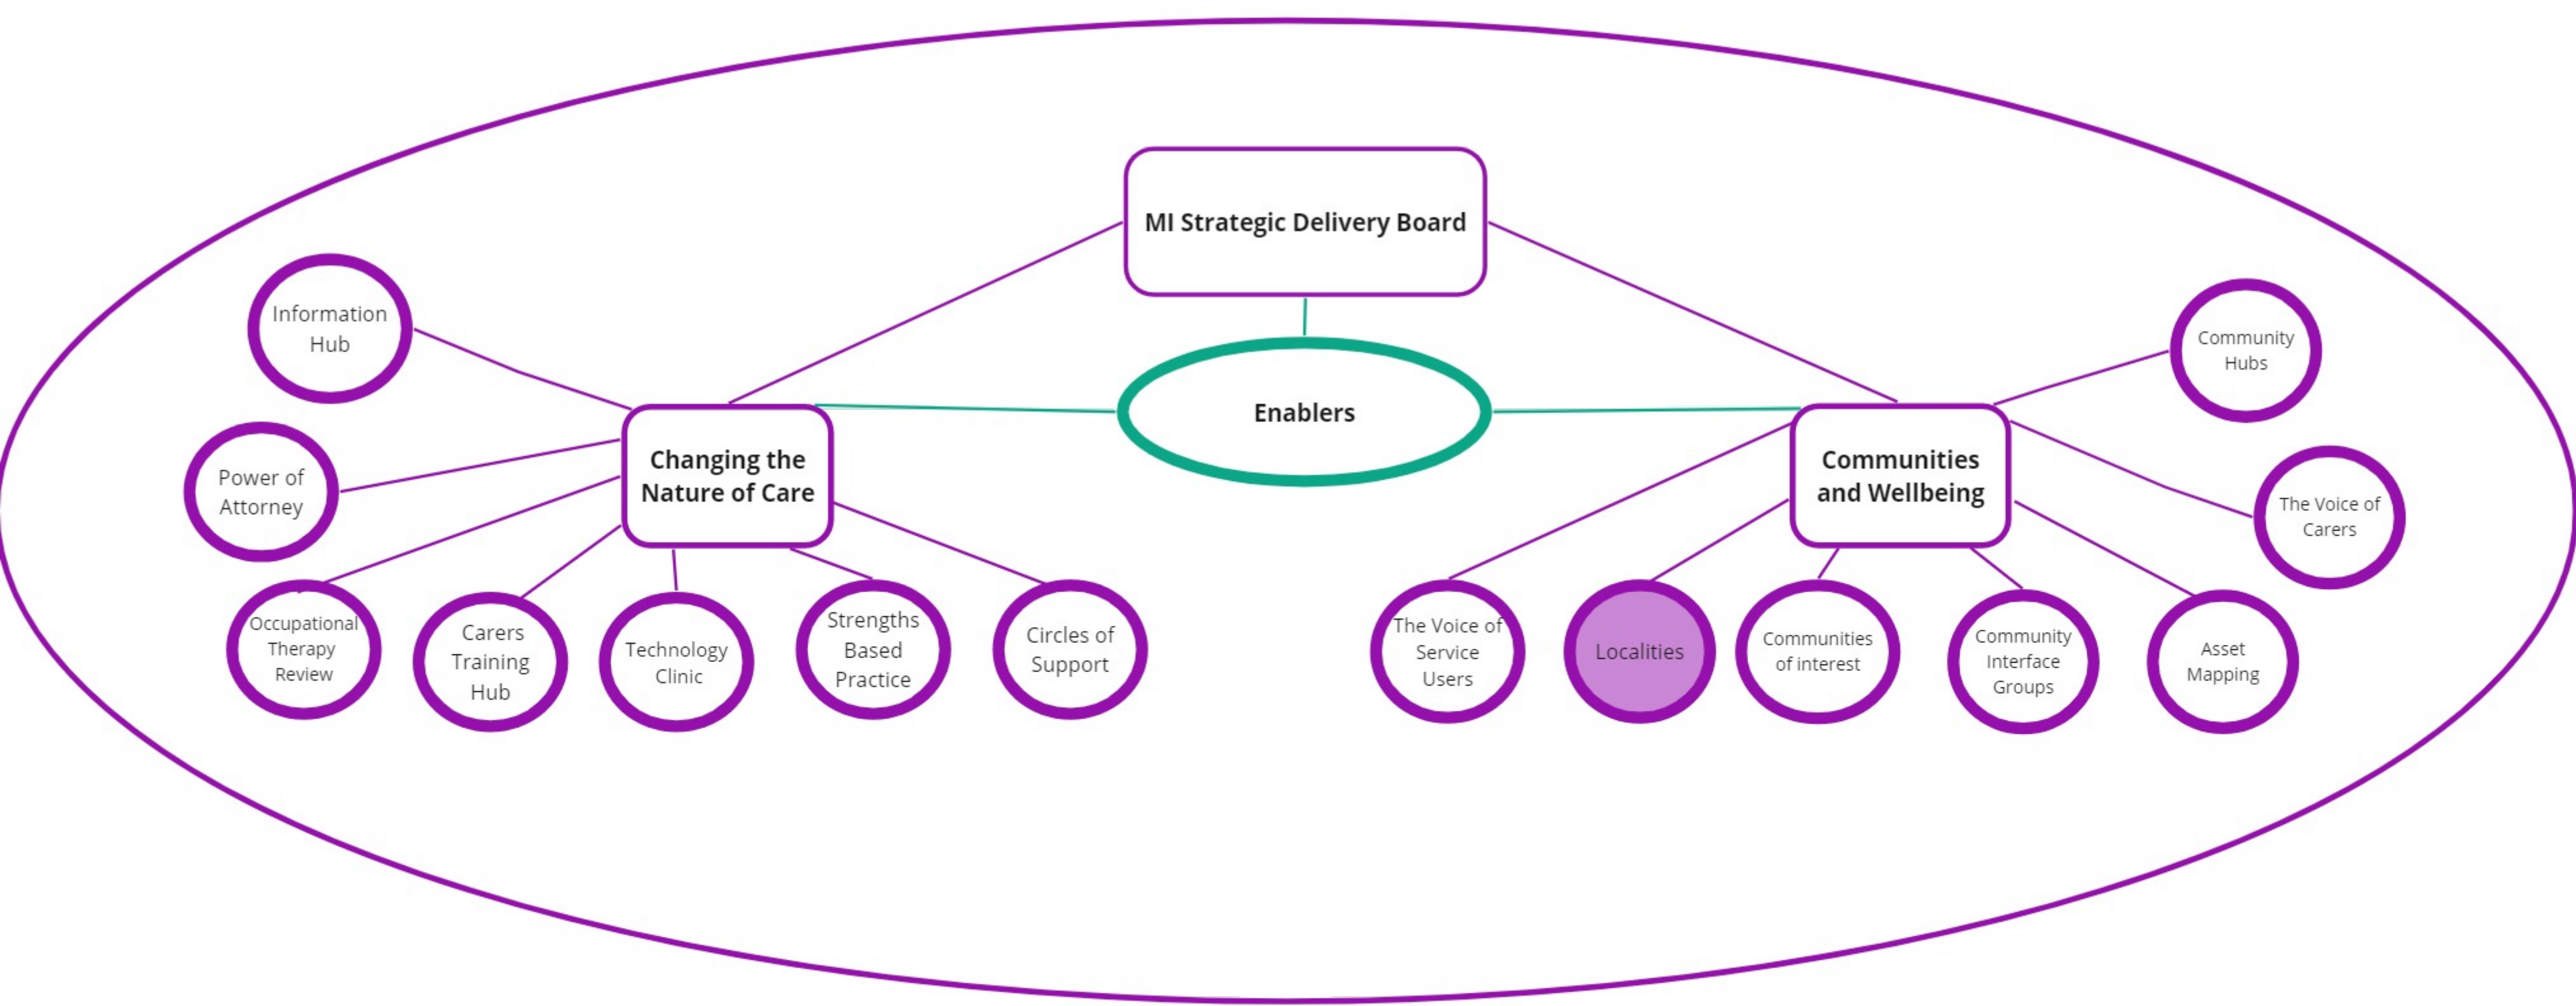 MI Strategic Delivery Board
Enablers
Changing the
Nature of Care
Information
Hub
Power of
Attorney
Occupational
Therapy
Review
Carers
Training
Hub
Technology
Clinic
Strengths
Based
Practice
Circles of
Support
Communities
and Wellbeing
The Voice of
Service
Users
Localities
Communities
of interest
Community
Interface
Groups
Asset
Mapping
The Voice of
Carers
Community
Hubs